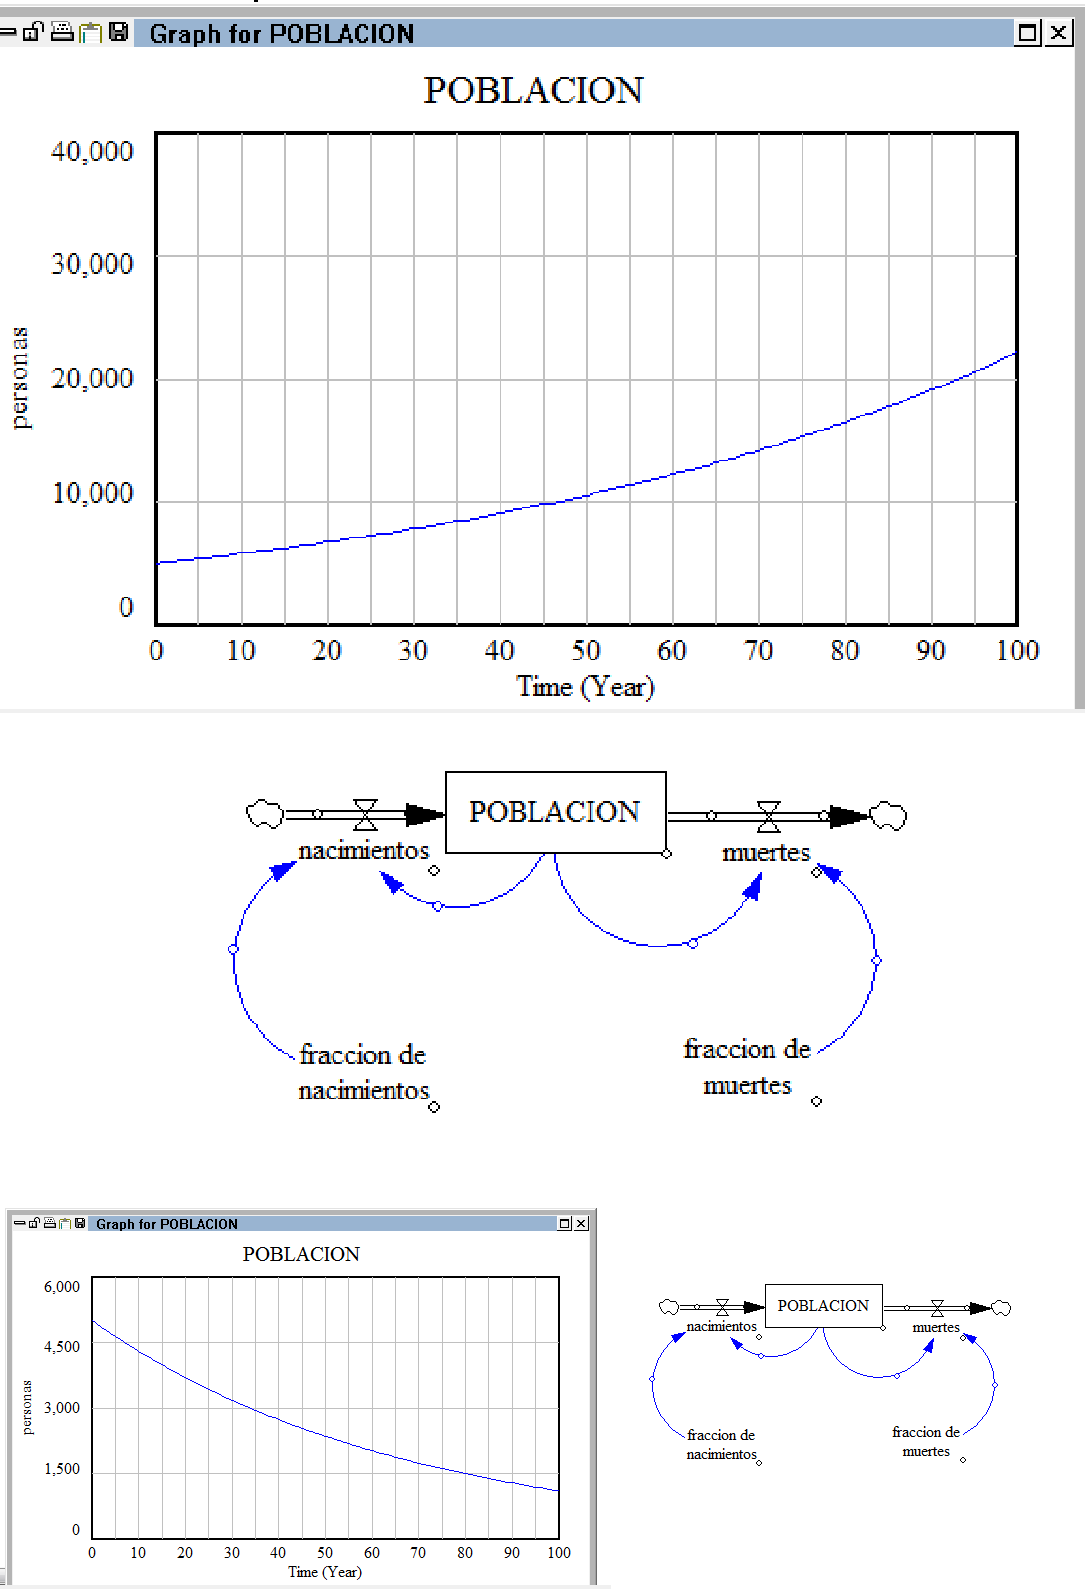 Graph for POBLACION
POBLACION
40,000
30,000
20,000
10,000
0
personas
0 10 20 30 40 50 60 70 80 90 100
Time (Year)
POBLACION
nacimientos
muertes
fraccion de
nacimientos
fraccion de
muertes
Graph for POBLACION
POBLACION
6,000
4,500
3,000
1,500
0
personas
0 10 20 30 40 50 60 70 80 90 100
Time (Year)
POBLACION
nacimientos
muertes
fraccion de
nacimientos
fraccion de
muertes